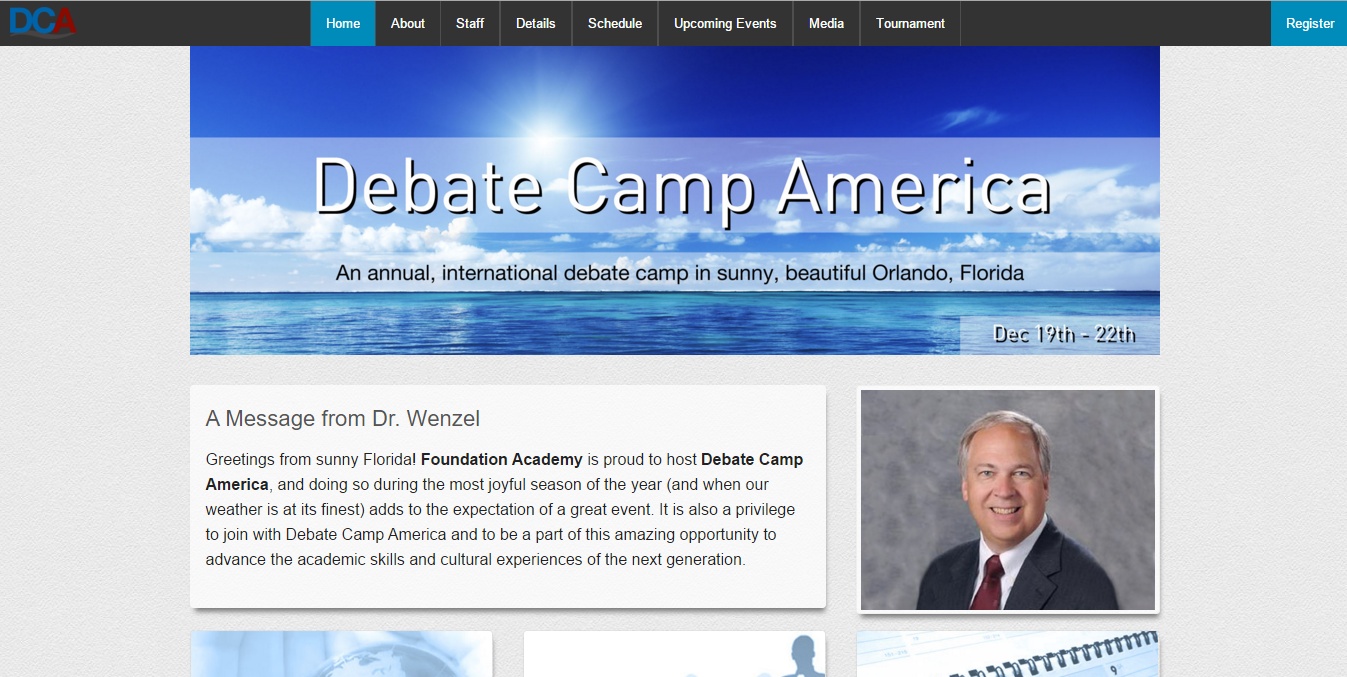 DCA
Home
About
Staff
Details
Schedule
Upcoming Events
Media
Tournament
Register
Debate Camp America
An annual, international debate camp in sunny, beautiful Orlando, Florida
Dec 19th - 22th
A Message from Dr. Wenzel
Greetings from sunny Florida! Foundation Academy is proud to host Debate Camp
America, and doing so during the most joyful season of the year (and when our
weather is at its finest) adds to the expectation of a great event. It is also a privilege
to join with Debate Camp America and to be a part of this amazing opportunity to
advance the academic skills and cultural experiences of the next generation.
9